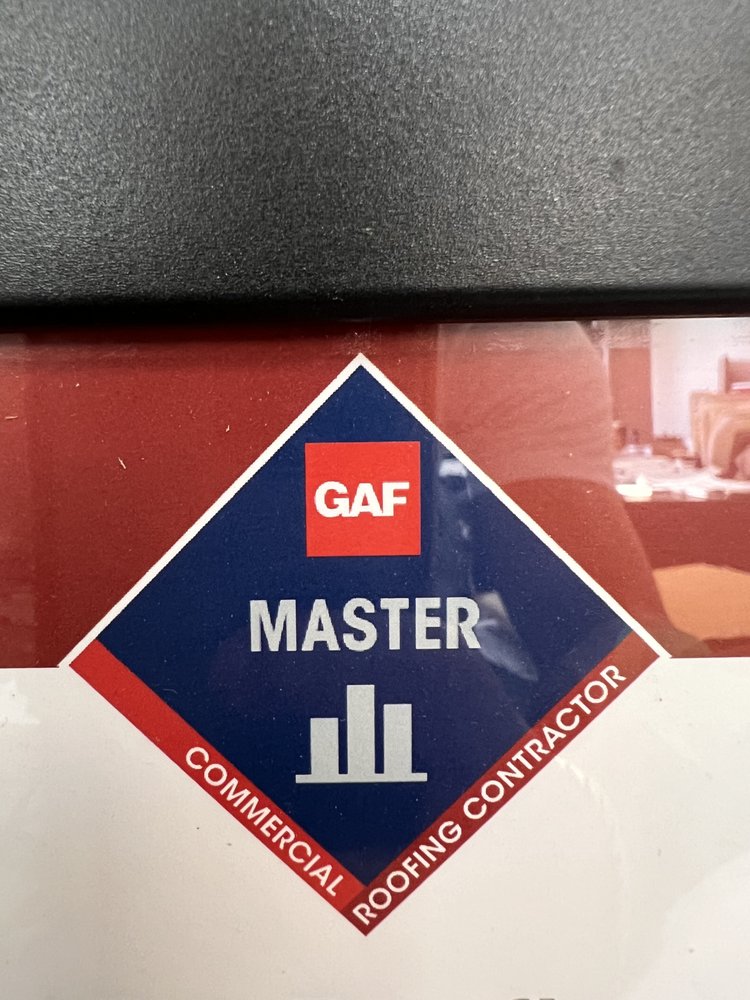 GAF
MASTER
COMMERCIAL
ROOFING CONTRACTOR